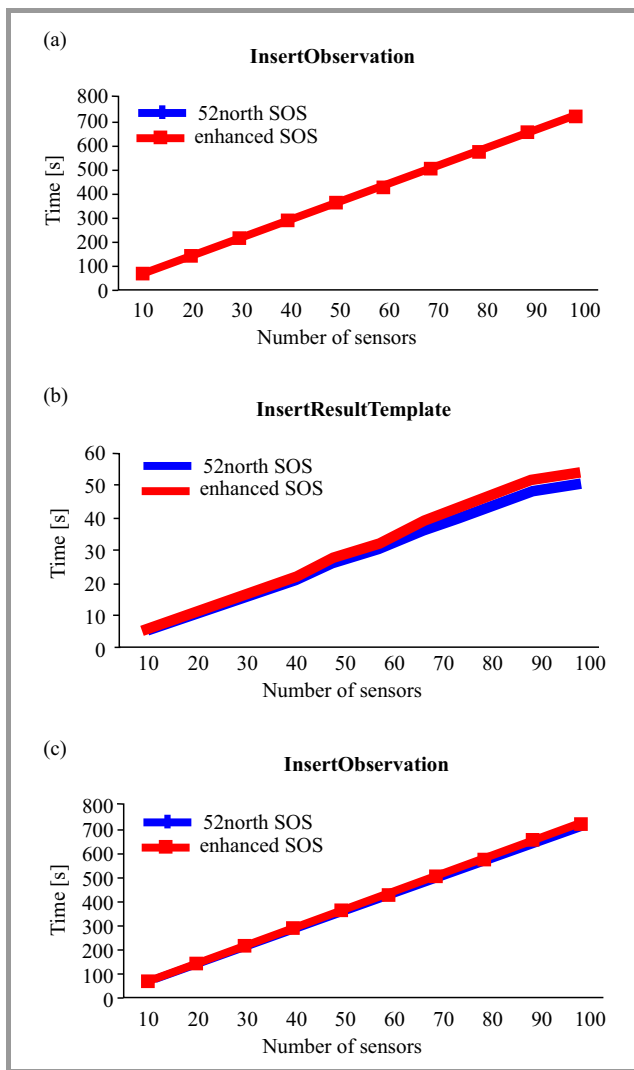 (a)
InsertObservation
800
700
600
500
400
300
200
100
0
Time [s]
52north SOS
enhanced SOS
10 20 30 40 50 60 70 80 90 100
Number of sensors
(b)
InsertResultTemplate
60
50
40
30
20
10
0
Time [s]
52north SOS
enhanced SOS
10 20 30 40 50 60 70 80 90 100
Number of sensors
(c)
InsertObservation
800
700
600
500
400
300
200
100
0
Time [s]
52north SOS
enhanced SOS
10 20 30 40 50 60 70 80 90 100
Number of sensors